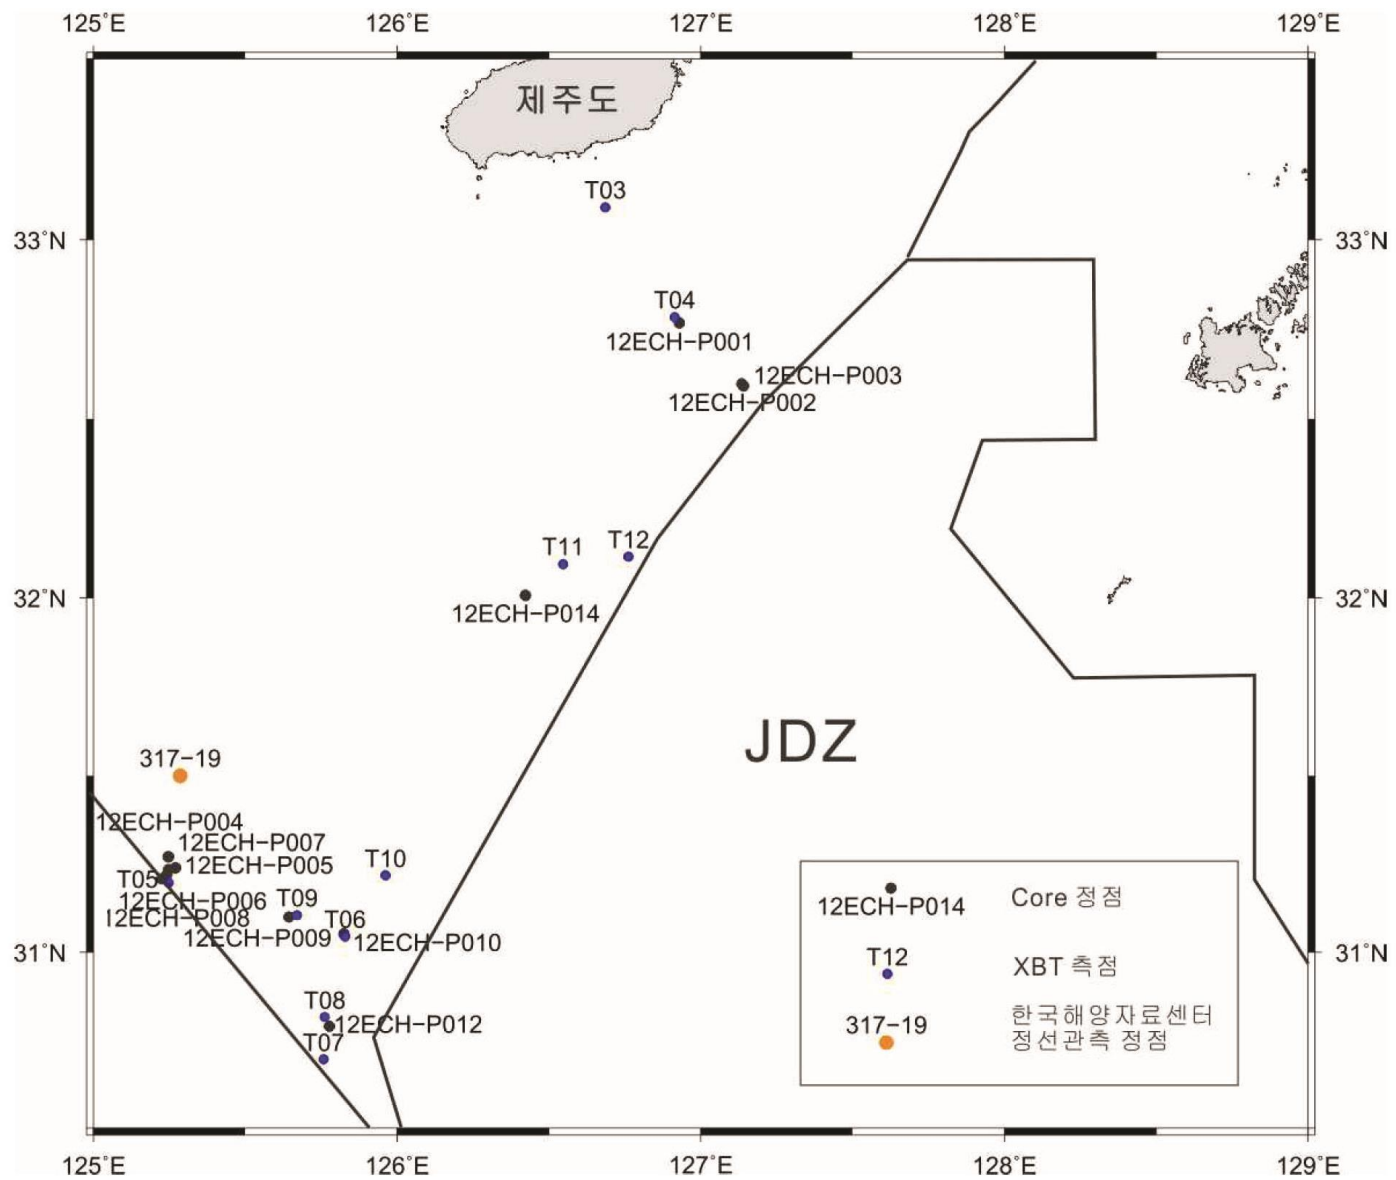 125°E 126°E 127°E 128°E 129°E
제주도
T03
33°N 33°N
T04
12ECH-P001
12ECH-P003
12ECH-P002
T11 T12
32°N 32°N
12ECH-P014
JDZ
317-19
12ECH-P004
12ECH-P007
12ECH-P005
T10
T05
12ECH-P006
T09
12ECH-P008
T06
12ECH-P009
12ECH-P010
31°N 31°N
T08
12ECH-P012
T07
12ECH-P014 Core 정점
T12 XBT 측점
317-19 한국해양자료센터
정선관측 정점
125°E 126°E 127°E 128°E 129°E